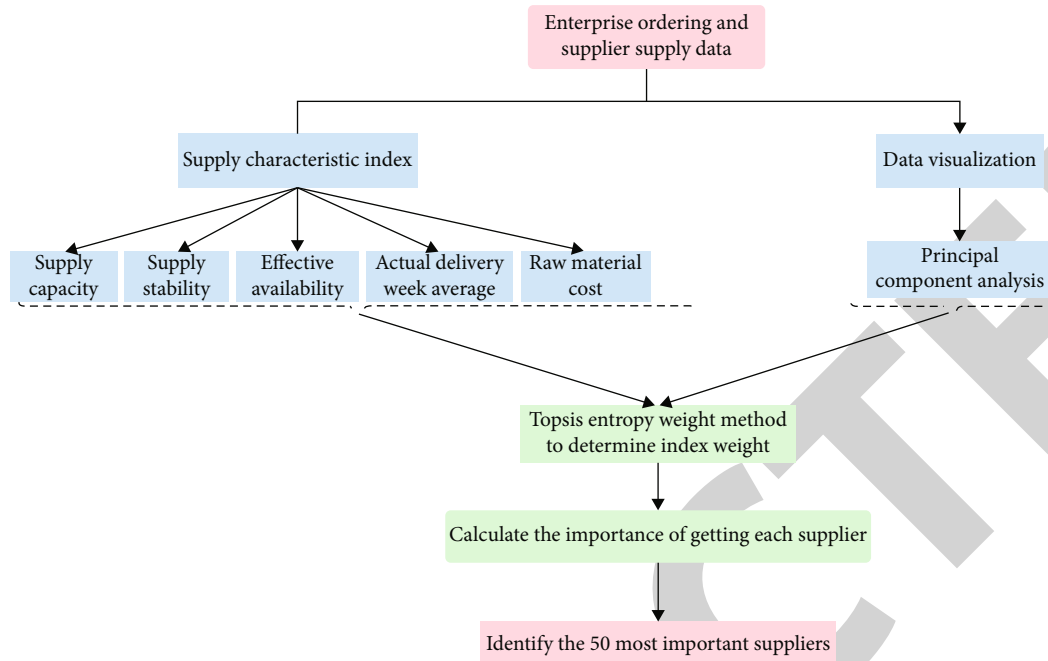 Enterprise ordering and
supplier supply data
Supply characteristic index
Data visualization
Supply
capacity
Supply
stability
Effective
availability
Actual delivery
week average
Raw material
cost
Principal
component analysis
Topsis entropy weight method
to determine index weight
Calculate the importance of getting each supplier
Identify the 50 most important suppliers